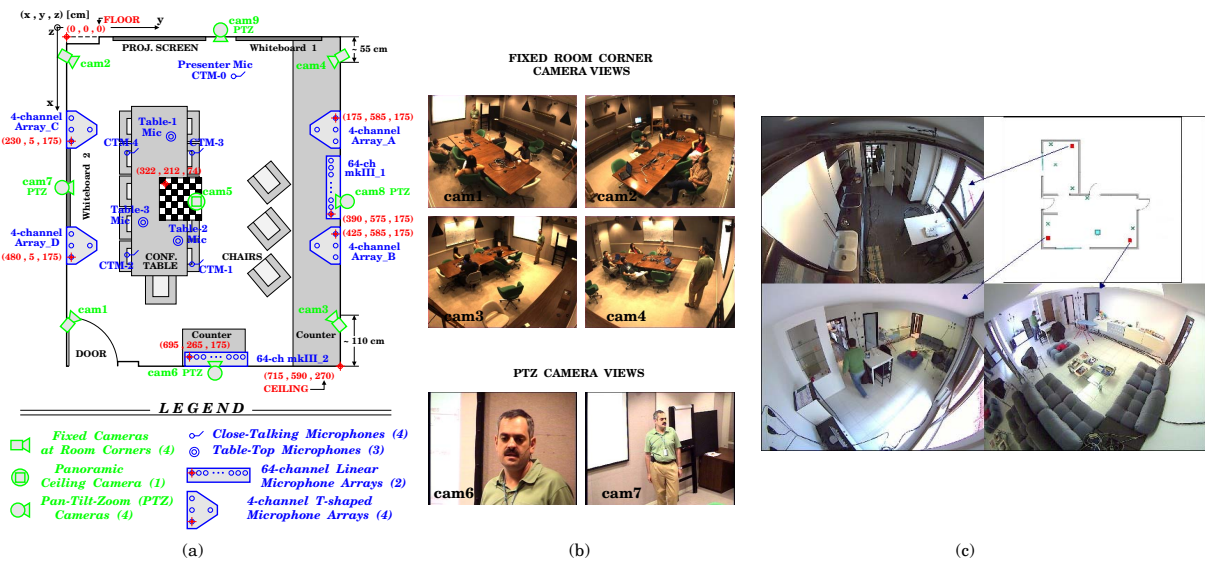 (x , y , z) [cm]
FLOOR
(0 , 0 , 0)
y
z
x
cam9
PTZ
PROJ. SCREEN
Whiteboard 1
~ 55 cm
cam2
cam4
Presenter Mic
CTM-0
4-channel
Array_C
(230 , 5 , 175)
Table-1
Mic
CTM-4
CTM-3
(175 , 585 , 175)
4-channel
Array_A
64-ch
mkIII_1
(322 , 212 , 74)
cam7
PTZ
Whiteboard 2
cam5
cam8 PTZ
Table-3
Mic
Table-2
Mic
(390 , 575 , 175)
(425 , 585 , 175)
4-channel
Array_D
(480 , 5 , 175)
4-channel
Array_B
CTM-2
CONF.
TABLE
CTM-1
CHAIRS
cam1
cam3
DOOR
Counter
Counter
~ 110 cm
(695 , 265 , 175)
64-ch mkIII_2
cam6 PTZ
(715 , 590 , 270)
CEILING
LEGEND
Fixed Cameras
at Room Corners (4)
Panoramic
Ceiling Camera (1)
Pan-Tilt-Zoom (PTZ)
Cameras (4)
Close-Talking Microphones (4)
Table-Top Microphones (3)
64-channel Linear
Microphone Arrays (2)
4-channel T-shaped
Microphone Arrays (4)
(a)
FIXED ROOM CORNER
CAMERA VIEWS
cam1
cam2
cam3
cam4
PTZ CAMERA VIEWS
cam6
cam7
(b)
(c)